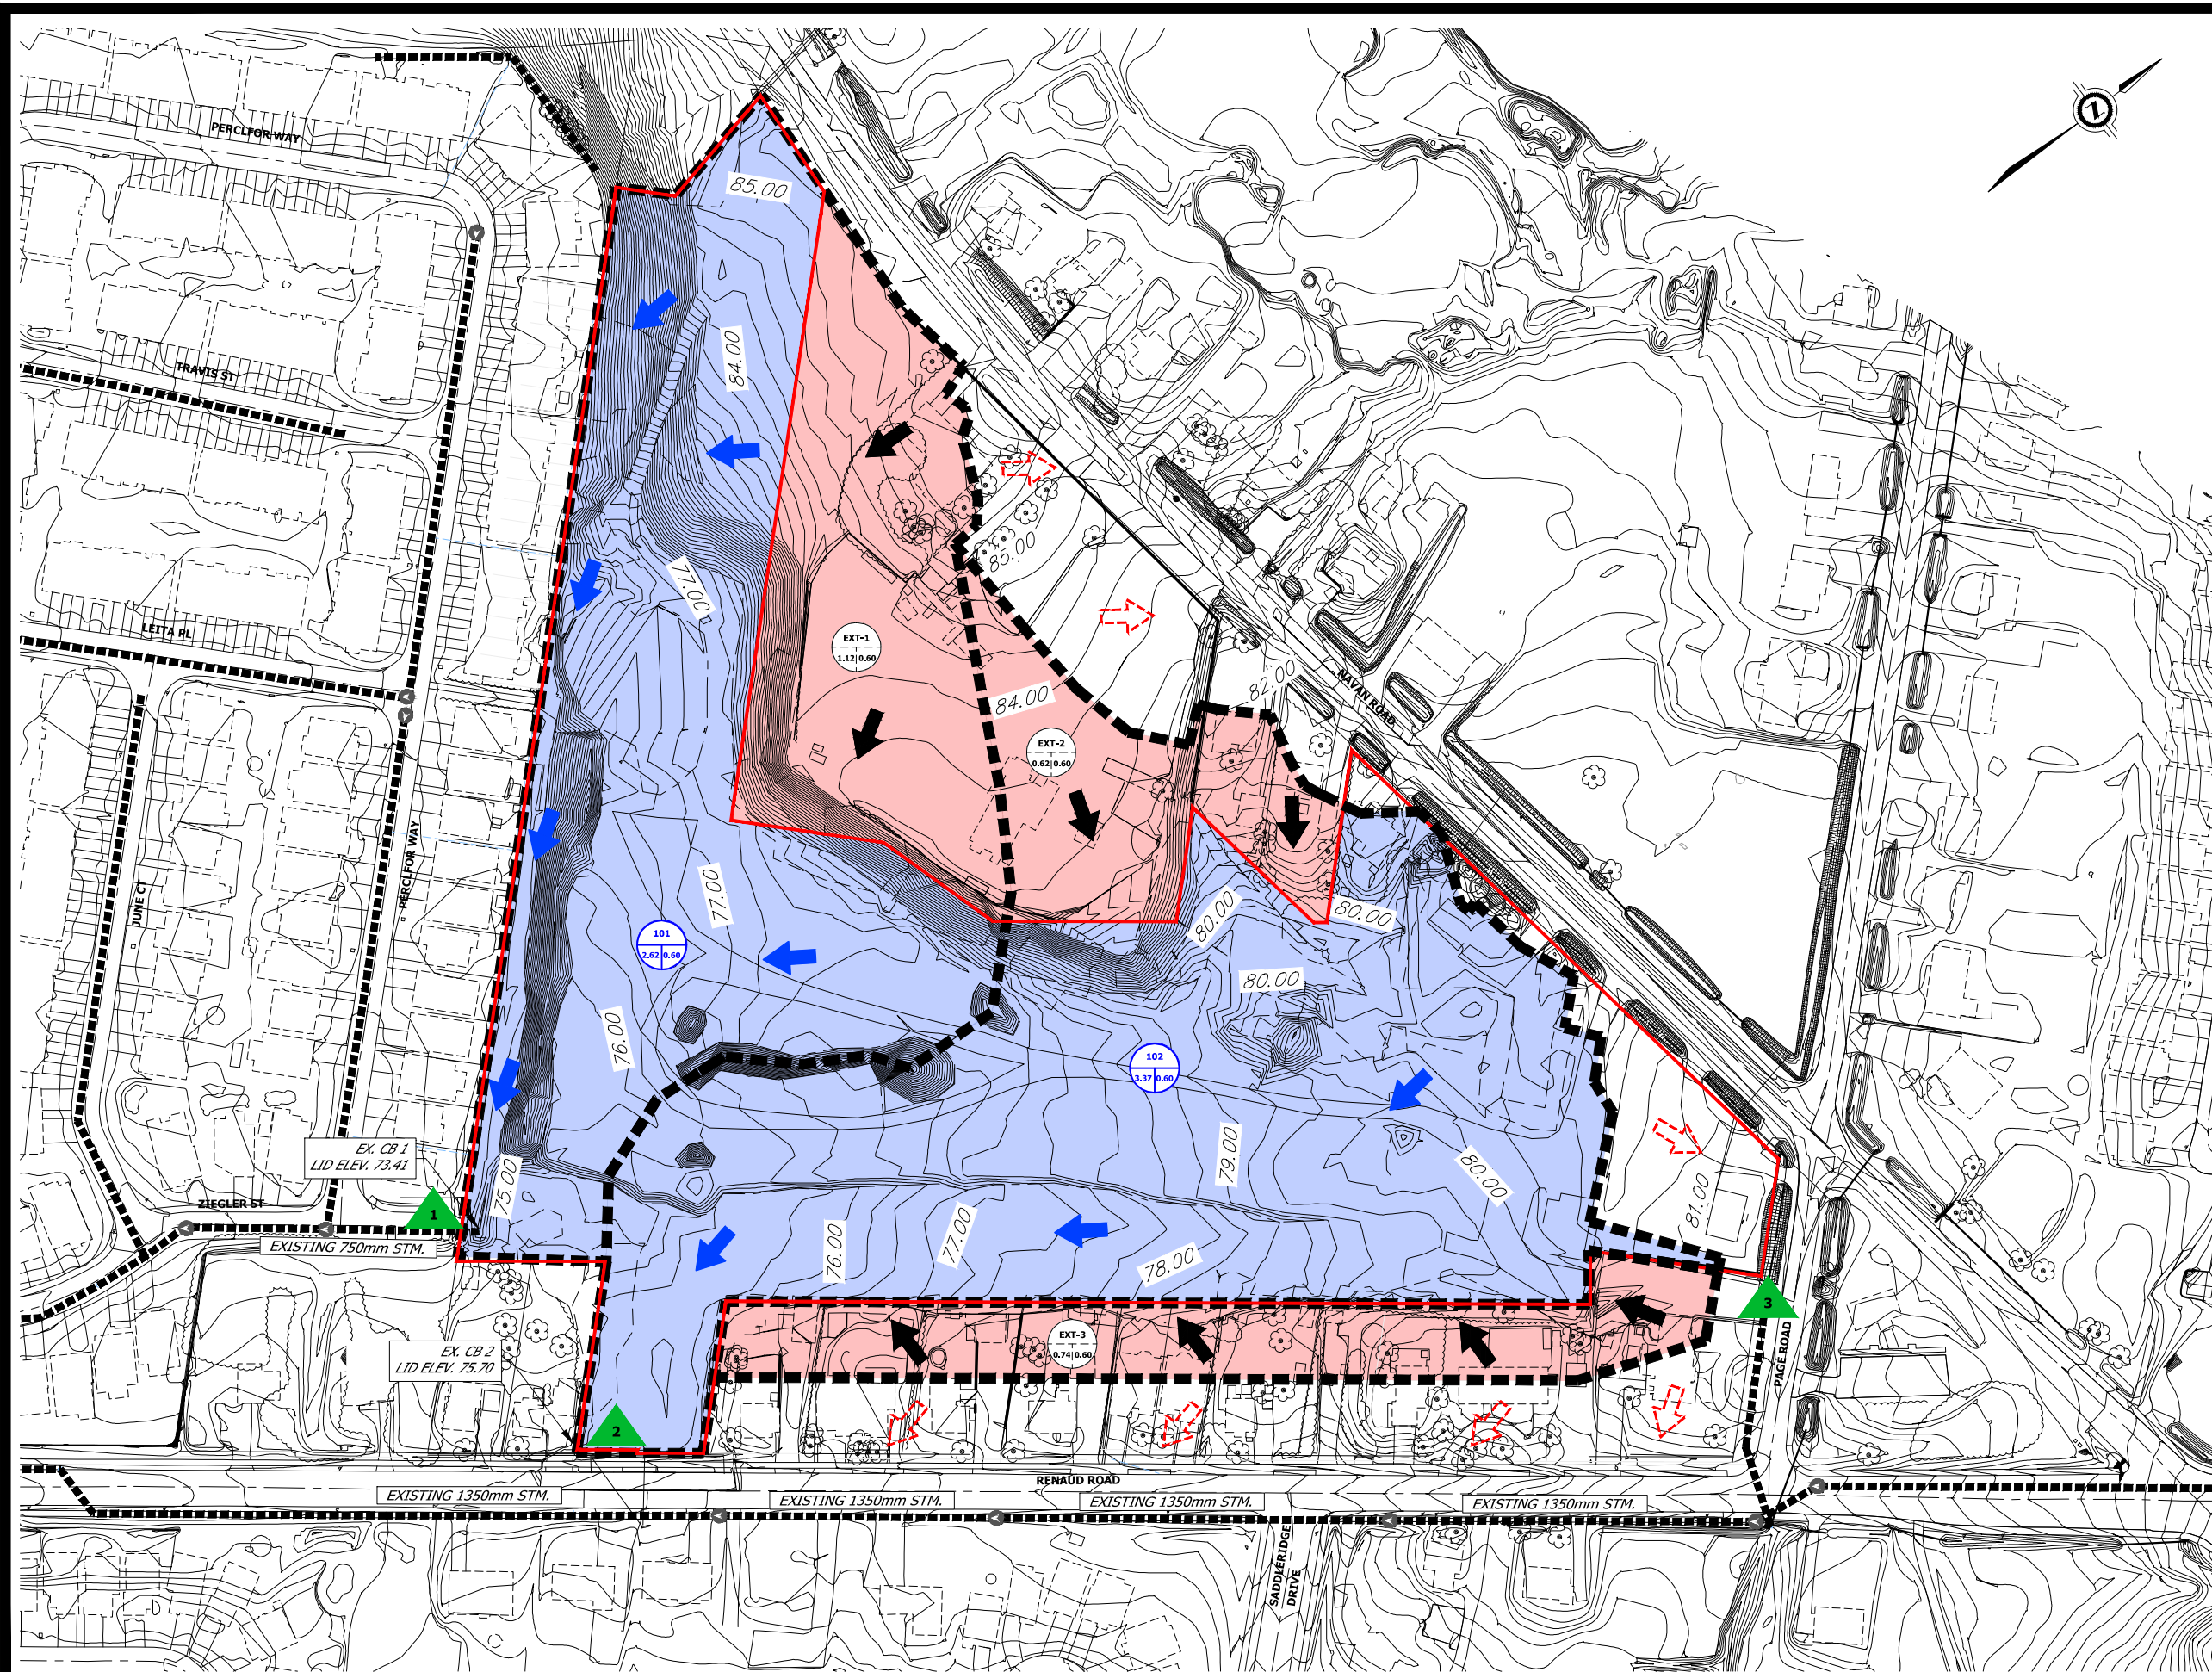 PERCLFOR WAY
85.00
TRAVIS ST
84.00
85.00
77.00
LEITA PL
EXT-1
1.12|0.60
84.00
82.00
NAVAN ROAD
EXT-2
0.62|0.60
PERCLFOR WAY
JUNE CT
77.00
80.00
80.00
101
2.62|0.60
80.00
76.00
102
3.37|0.60
EX. CB 1
LID ELEV. 73.41
79.00
80.00
75.00
81.00
ZIEGLER ST
1
EXISTING 750mm STM.
76.00
77.00
78.00
3
EXT-3
0.74|0.60
EX. CB 2
LID ELEV. 75.70
PAGE ROAD
2
RENAUD ROAD
EXISTING 1350mm STM.
EXISTING 1350mm STM.
EXISTING 1350mm STM.
EXISTING 1350mm STM.
SADDLERIDGE
DRIVE
Z